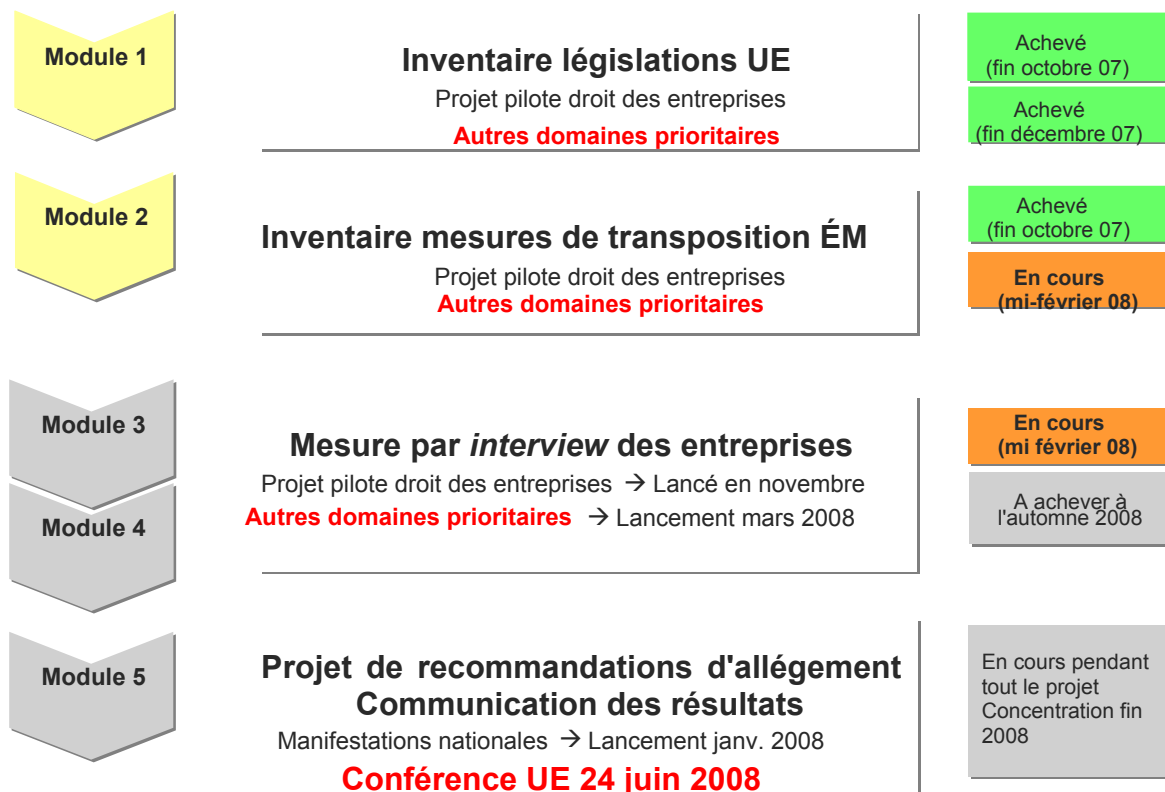 Module 1
Inventaire législations UE
Projet pilote droit des entreprises
Autres domaines prioritaires
Achevé
(fin octobre 07)
Achevé
(fin décembre 07)
Module 2
Inventaire mesures de transposition ÉM
Projet pilote droit des entreprises
Autres domaines prioritaires
Achevé
(fin octobre 07)
En cours
(mi-février 08)
Module 3
Module 4
Mesure par interview des entreprises
Projet pilote droit des entreprises → Lancé en novembre
Autres domaines prioritaires → Lancement mars 2008
En cours
(mi février 08)
A achever à
l'automne 2008
Module 5
Projet de recommandations d'allégement
Communication des résultats
Manifestations nationales → Lancement janv. 2008
Conférence UE 24 juin 2008
En cours pendant
tout le projet
Concentration fin
2008